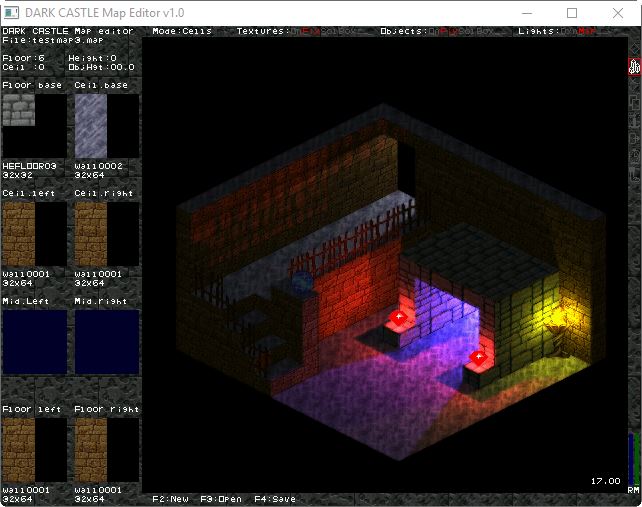 DARK CASTLE Map Editor v1.0
DARK CASTLE Map editor
File:testmap3.map
Mode:Cells Textures:OnFixSolBox Objects:OnFixSolBox Lights:
Floor:6 Height:0
Ceil :0 ObjHgt:00.0
Floor base Ceil.base
HEFLOOR03 Wall0002
32x32 32x64
Ceil.left Ceil.right
Wall0001 Wall0001
32x64 32x64
Mid.Left Mid.right
Floor left Floor right
Wall0001 Wall0001
32x64 32x64
17.00
RM
F2:New F3:Open F4:Save